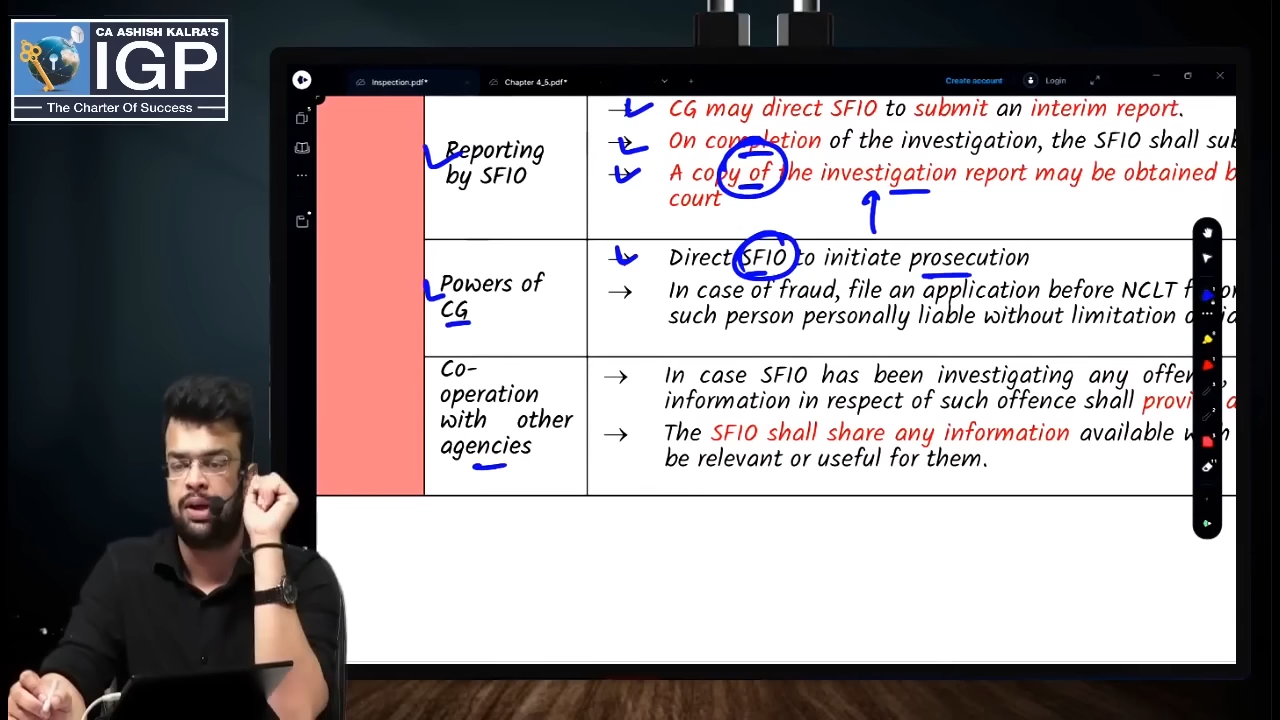 CA ASHISH KALRA'S
IGP
The Charter Of Success
Inspection.pdf*
Chapter 4_5.pdf*
Create account
Login
→ CG may direct SFIO to submit an interim report.
Reporting by SFIO
→ On completion of the investigation, the SFIO shall sub
→ A copy of the investigation report may be obtained b
court
Powers of CG
→ Direct SFIO to initiate prosecution
→ In case of fraud, file an application before NCLT
such person personally liable without limitation
Co-operation with other agencies
→ In case SFIO has been investigating any offen
information in respect of such offence shall
→ The SFIO shall share any information available
be relevant or useful for them.